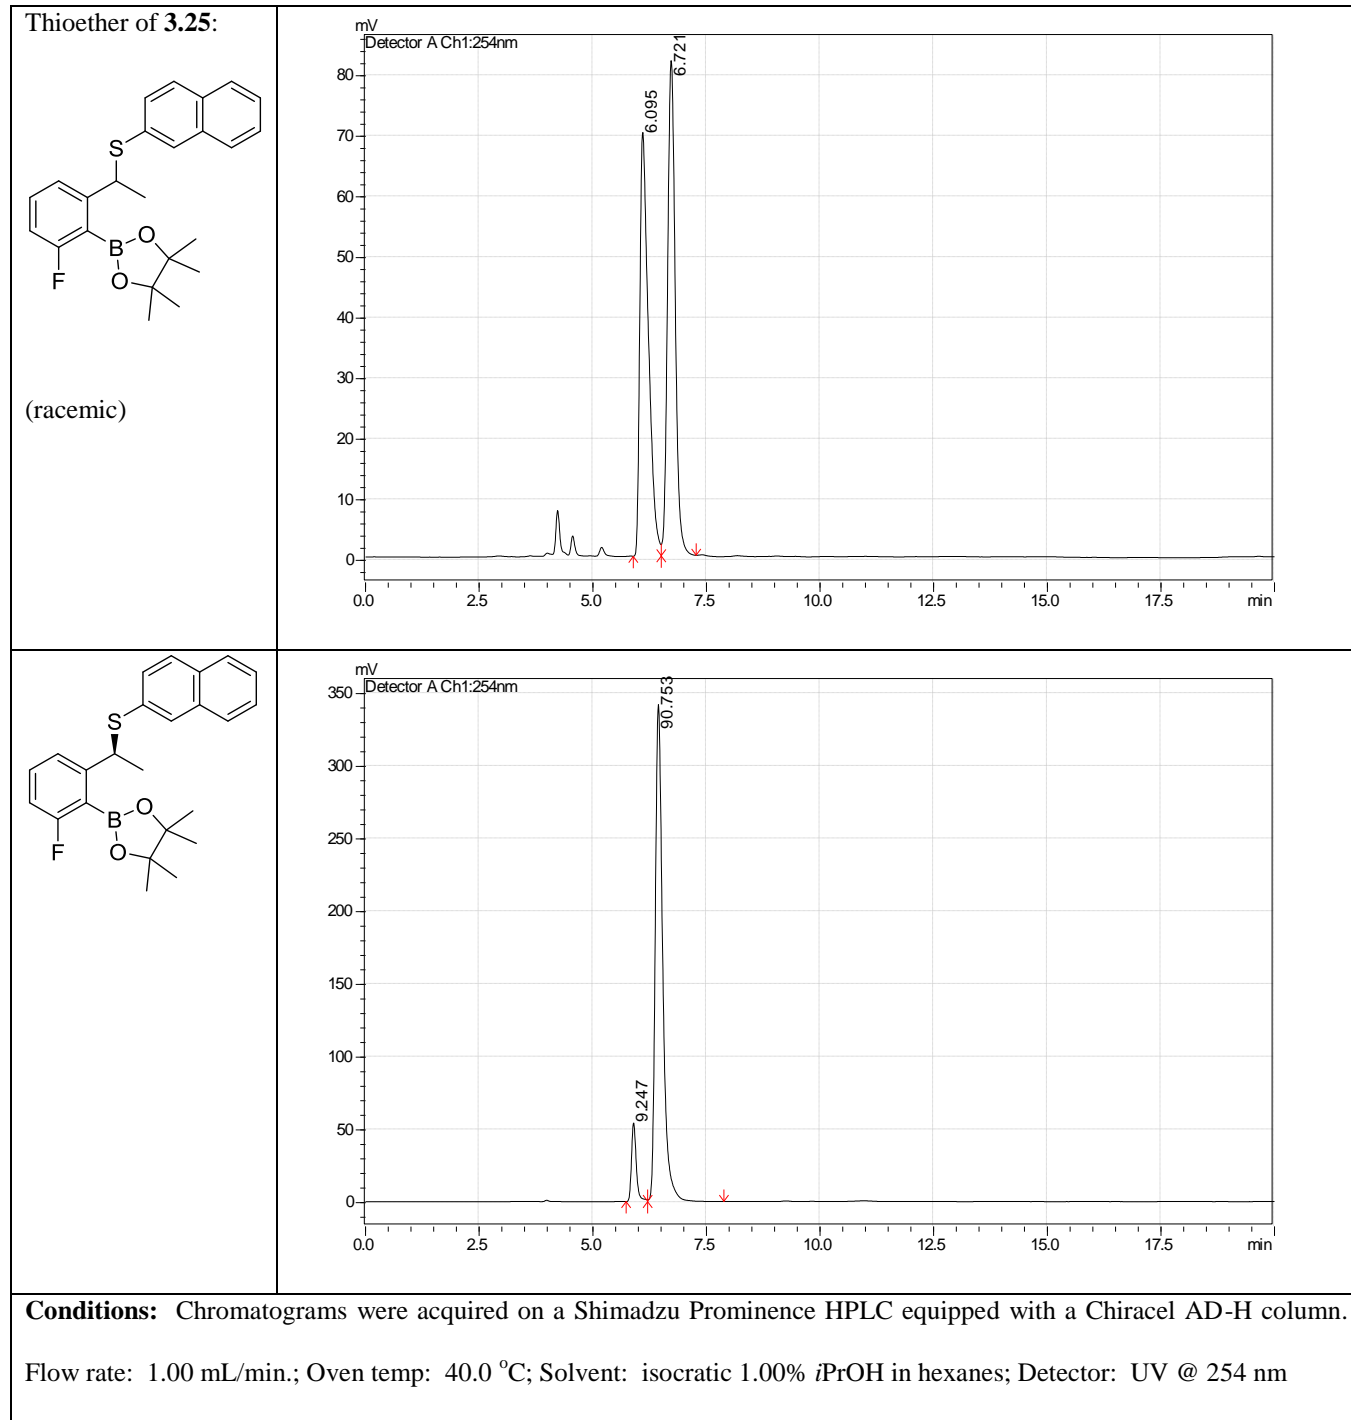 Thioether of 3.25:
S
B
O
O
F
(racemic)
mV
Detector A Ch1:254nm
6.095
6.721
80
70
60
50
40
30
20
10
0
0.0 2.5 5.0 7.5 10.0 12.5 15.0 17.5 min
S
B
O
O
F
mV
Detector A Ch1:254nm
9.247
90.753
350
300
250
200
150
100
50
0
0.0 2.5 5.0 7.5 10.0 12.5 15.0 17.5 min
Conditions: Chromatograms were acquired on a Shimadzu Prominence HPLC equipped with a Chiracel AD-H column.
Flow rate: 1.00 mL/min.; Oven temp: 40.0 °C; Solvent: isocratic 1.00% iPrOH in hexanes; Detector: UV @ 254 nm